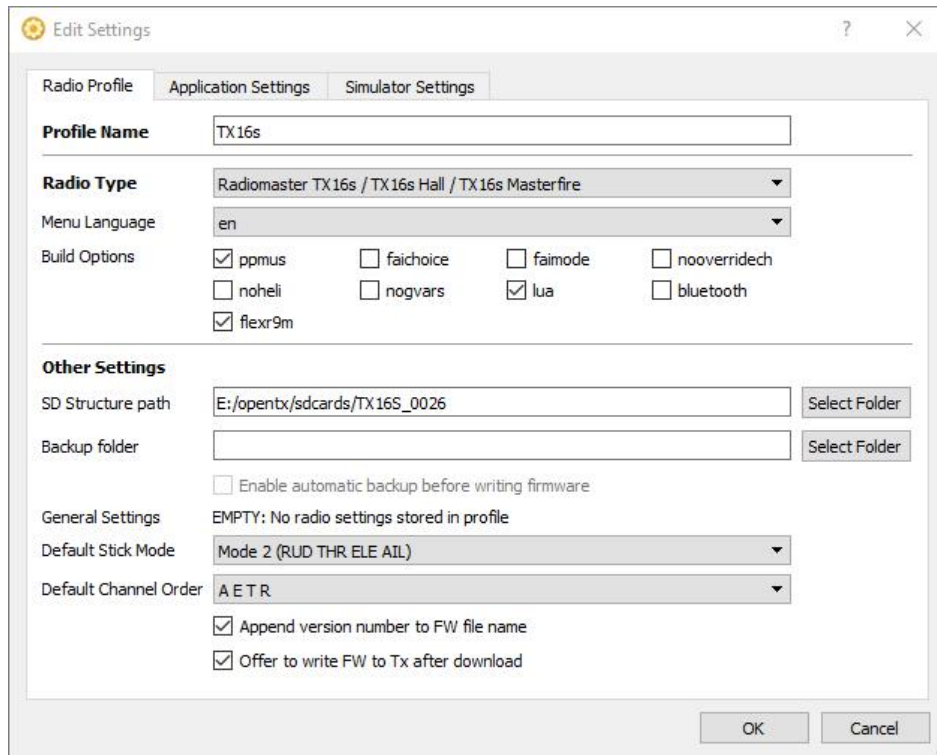 Edit Settings ? ×
Radio Profile Application Settings Simulator Settings
Profile Name TX16s
Radio Type Radiomaster TX16s / TX16s Hall / TX16s Masterfire
Menu Language en
Build Options ppmus faichoice faimode nooverridech
noheli nogvars lua bluetooth
flexr9m
Other Settings
SD Structure path E:/opentx/sdcards/TX16S_0026 Select Folder
Backup folder Select Folder
Enable automatic backup before writing firmware
General Settings EMPTY: No radio settings stored in profile
Default Stick Mode Mode 2 (RUD THR ELE AIL)
Default Channel Order A E T R
Append version number to FW file name
Offer to write FW to Tx after download
OK Cancel